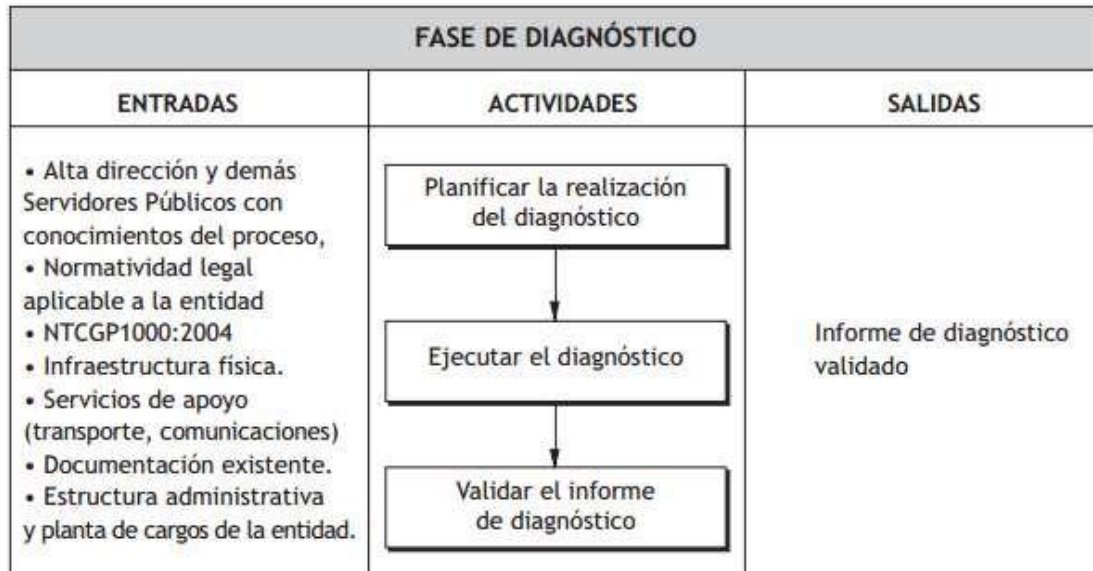 FASE DE DIAGNÓSTICO
ENTRADAS
ACTIVIDADES
SALIDAS
• Alta dirección y demás
Servidores Públicos con
conocimientos del proceso,
• Normatividad legal
aplicable a la entidad
• NTCGP1000:2004
• Infraestructura física.
• Servicios de apoyo
(transporte, comunicaciones)
• Documentación existente.
• Estructura administrativa
y planta de cargos de la entidad.
Planificar la realización
del diagnóstico
Ejecutar el diagnóstico
Validar el informe
de diagnóstico
Informe de diagnóstico
validado